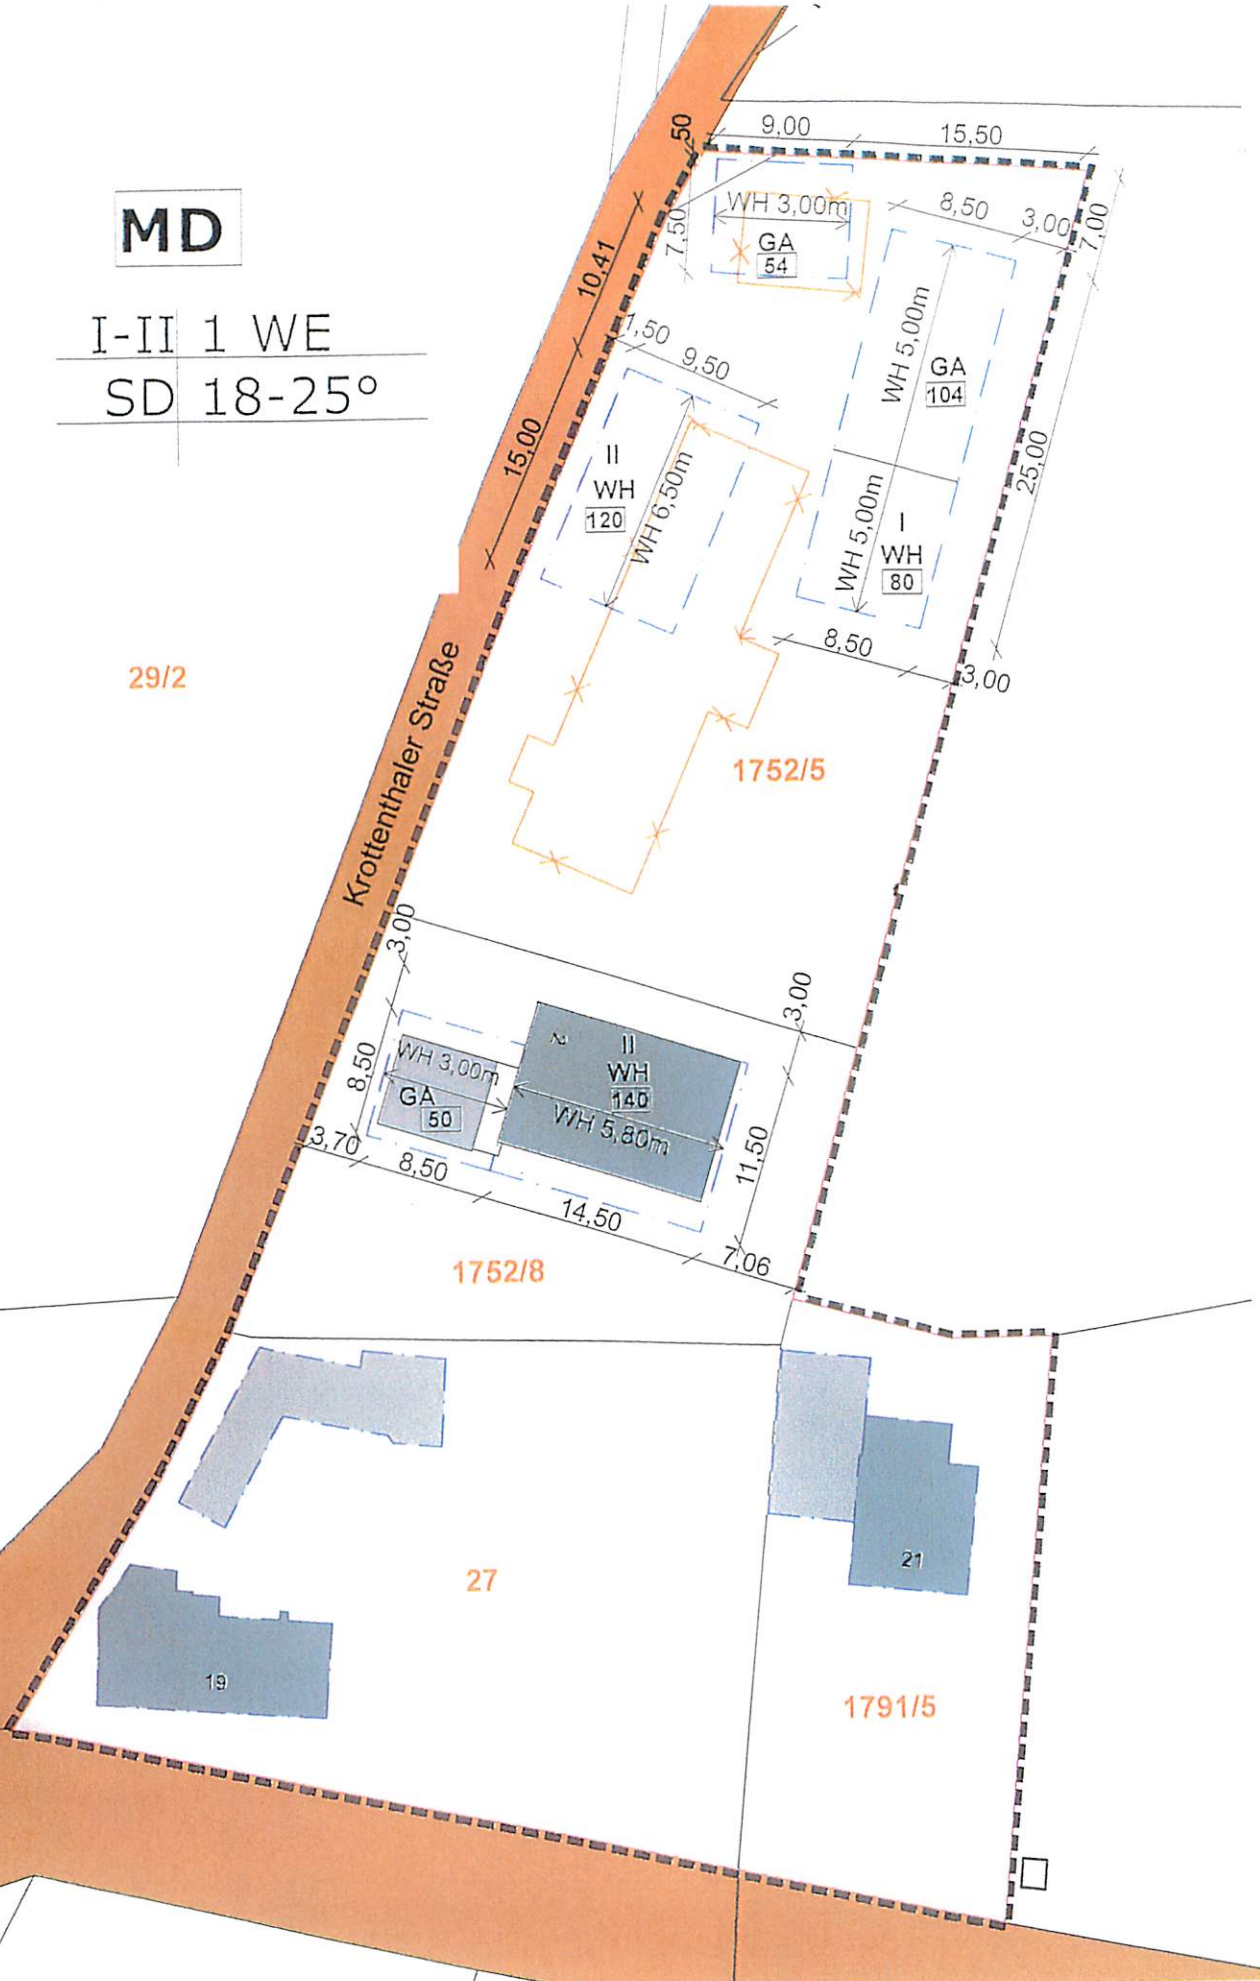 ,50
9,00
15,50
MD
I-II 1 WE
SD 18-25°
10,41
15,00
7,50
WH 3,00m
GA
54
8,50
3,00
7,00
1,50
9,50
II
WH
120
WH 6,50m
WH 5,00m
GA
104
25,00
WH 5,00m
I
WH
80
8,50
3,00
29/2
Krottenthaler Straße
1752/5
3,00
3,00
8,50
WH 3,00m
GA
50
2
II
WH
140
WH 5,80m
11,50
3,70
8,50
14,50
7,06
1752/8
27
19
21
1791/5